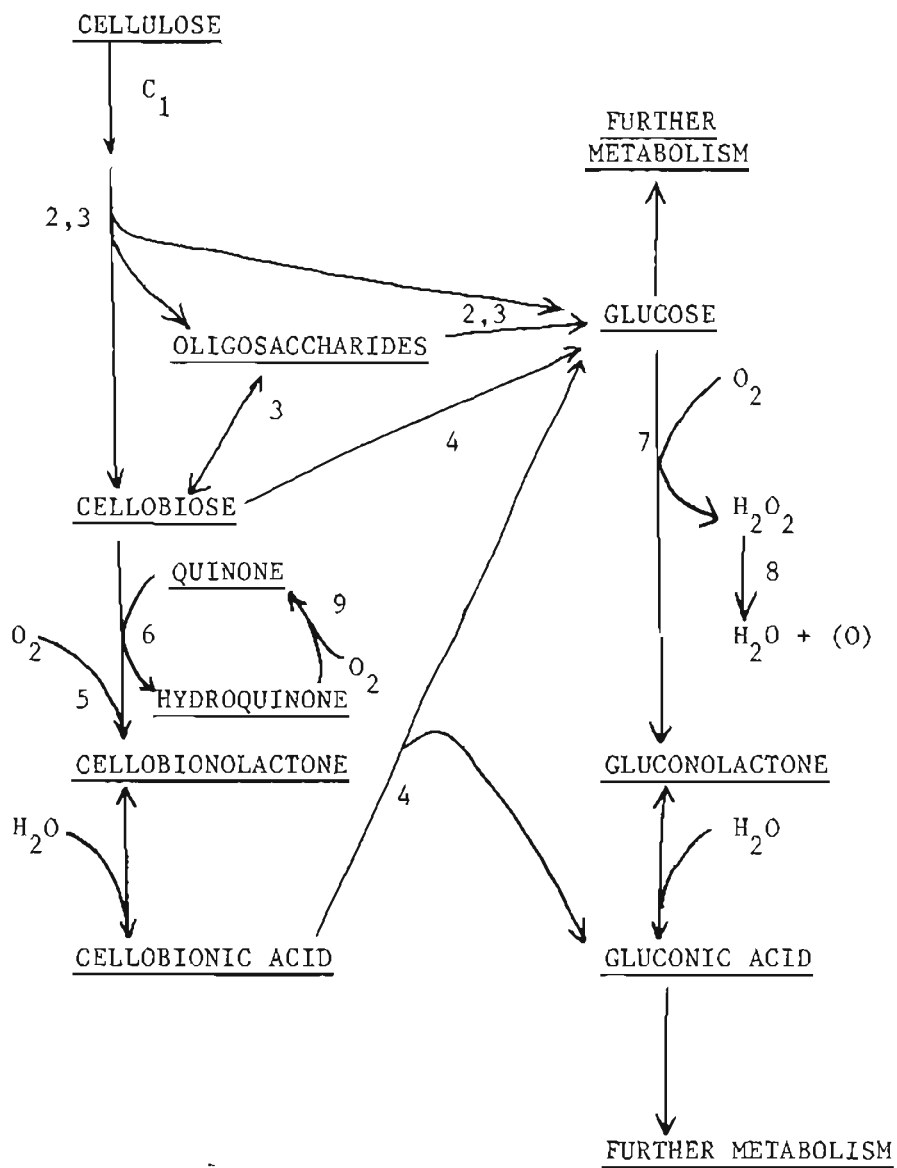 CELLULOSE
C1
FURTHER
METABOLISM
2,3
2,3
GLUCOSE
OLIGOSACCHARIDES
O2
3
4
7
CELLOBIOSE
H2O2
QUINONE
8
9
O2
6
H2O + (O)
O2
5
HYDROQUINONE
CELLOBIONOLACTONE
GLUCONOLACTONE
4
H2O
H2O
CELLOBIONIC ACID
GLUCONIC ACID
FURTHER METABOLISM